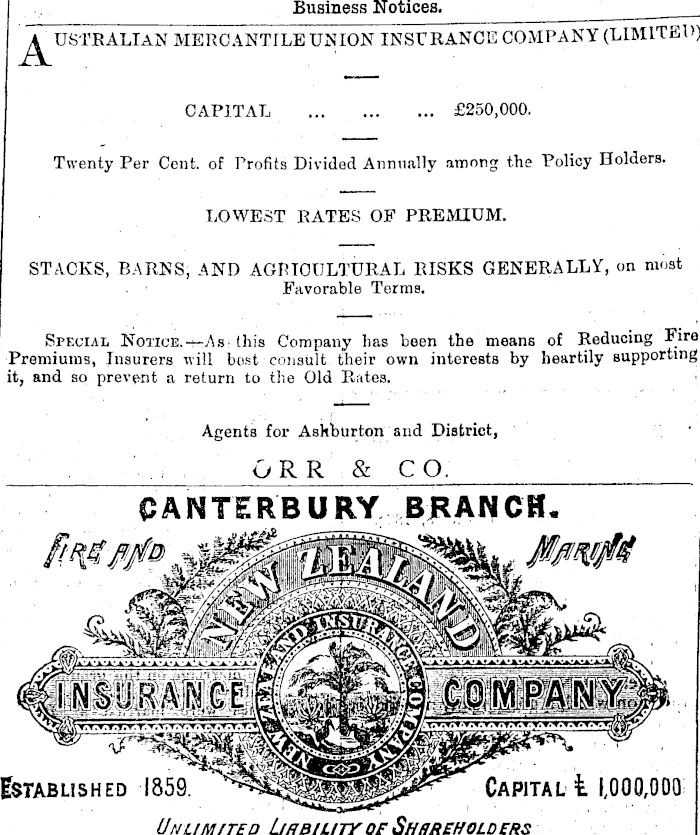 Business Notices.
AUSTRALIAN MERCANTILE UNION INSURANCE COMPANY (LIMITED)
CAPITAL ... ... ... £250,000.
Twenty Per Cent. of Profits Divided Annually among the Policy Holders.
LOWEST RATES OF PREMIUM.
STACKS, BARNS, AND AGRICULTURAL RISKS GENERALLY, on most
Favorable Terms.
SPECIAL NOTICE.—As this Company has been the means of Reducing Fire
Premiums, Insurers will best consult their own interests by heartily supporting
it, and so prevent a return to the Old Rates.
Agents for Ashburton and District,
ORR & CO.
CANTERBURY BRANCH.
FIRE AND MARINE
NEW ZEALAND
INSURANCE COMPANY
NEW ZEALAND INSURANCE COMPANY
ESTABLISHED 1859. CAPITAL £ 1,000,000
UNLIMITED LIABILITY OF SHAREHOLDERS